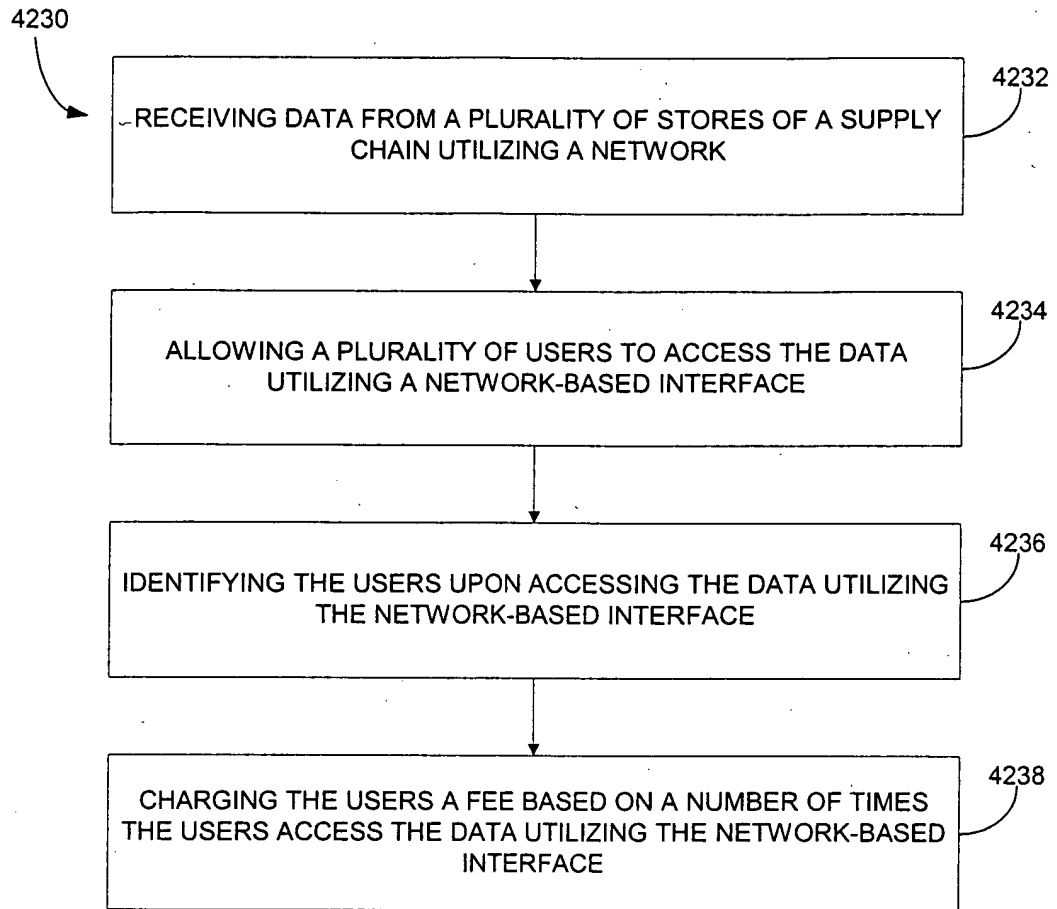 4230
4232
RECEIVING DATA FROM A PLURALITY OF STORES OF A SUPPLY
CHAIN UTILIZING A NETWORK
4234
ALLOWING A PLURALITY OF USERS TO ACCESS THE DATA
UTILIZING A NETWORK-BASED INTERFACE
4236
IDENTIFYING THE USERS UPON ACCESSING THE DATA UTILIZING
THE NETWORK-BASED INTERFACE
4238
CHARGING THE USERS A FEE BASED ON A NUMBER OF TIMES
THE USERS ACCESS THE DATA UTILIZING THE NETWORK-BASED
INTERFACE